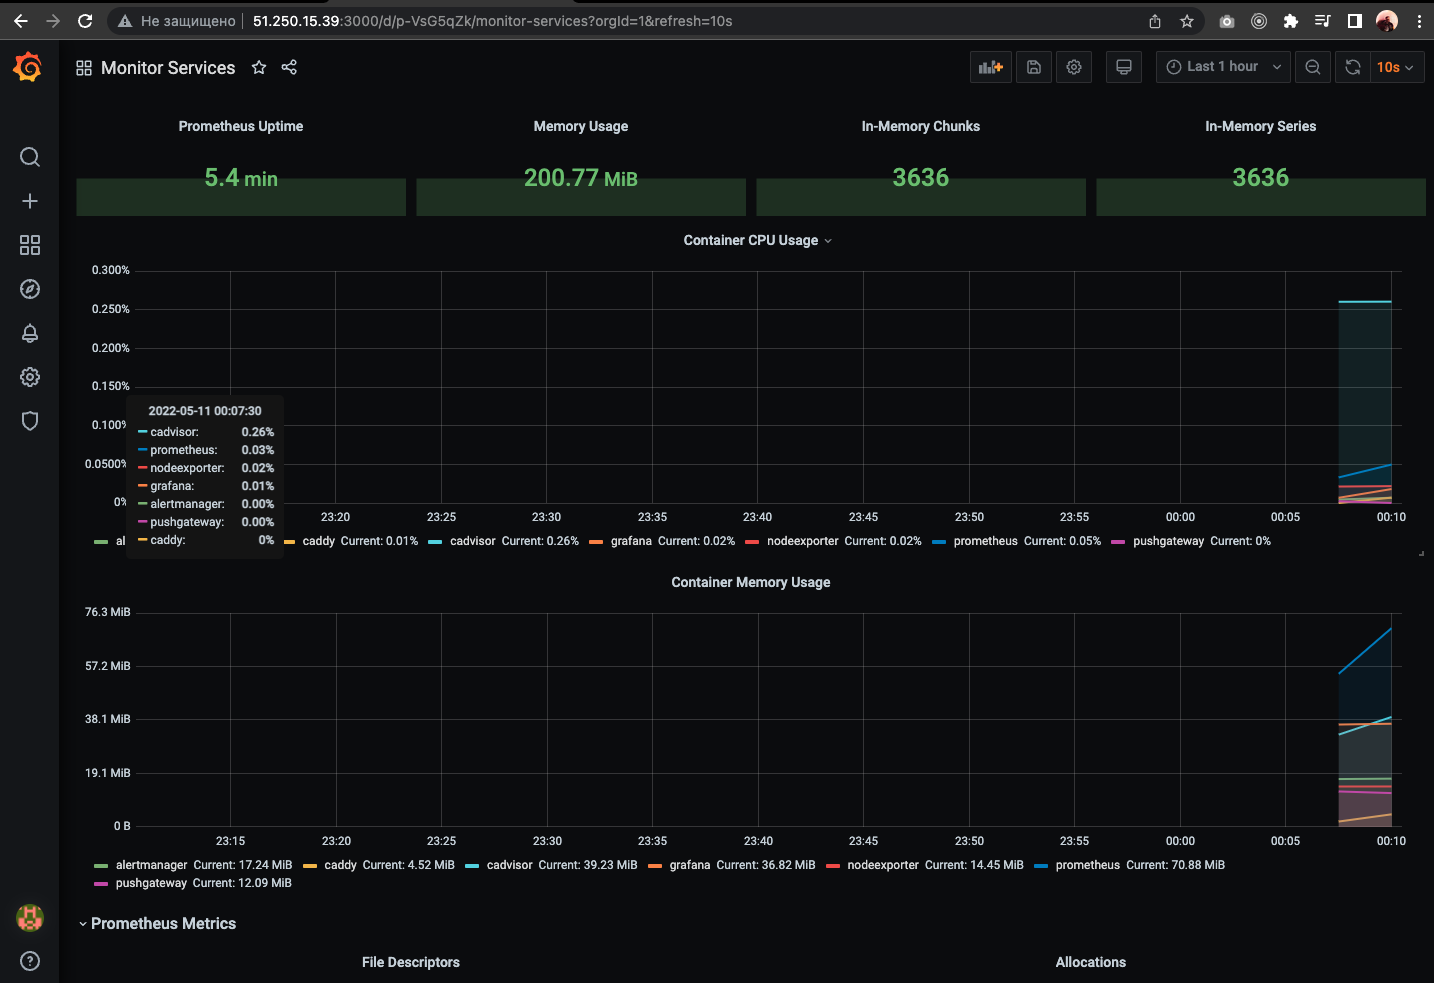 Не защищено 51.250.15.39:3000/d/p-VsG5qZk/monitor-services?orgId=1&refresh=10s
Monitor Services
Last 1 hour
10s
Prometheus Uptime
Memory Usage
In-Memory Chunks
In-Memory Series
5.4 min
200.77 MiB
3636
3636
Container CPU Usage
0.300%
0.250%
0.200%
0.150%
0.100%
0.0500%
0%
2022-05-11 00:07:30
cadvisor: 0.26%
prometheus: 0.03%
nodeexporter: 0.02%
grafana: 0.01%
alertmanager: 0.00%
pushgateway: 0.00%
caddy: 0%
23:20 23:25 23:30 23:35 23:40 23:45 23:50 23:55 00:00 00:05 00:10
al caddy Current: 0.01% cadvisor Current: 0.26% grafana Current: 0.02% nodeexporter Current: 0.02% prometheus Current: 0.05% pushgateway Current: 0%
Container Memory Usage
76.3 MiB
57.2 MiB
38.1 MiB
19.1 MiB
0 B
23:15 23:20 23:25 23:30 23:35 23:40 23:45 23:50 23:55 00:00 00:05 00:10
alertmanager Current: 17.24 MiB caddy Current: 4.52 MiB cadvisor Current: 39.23 MiB grafana Current: 36.82 MiB nodeexporter Current: 14.45 MiB prometheus Current: 70.88 MiB
pushgateway Current: 12.09 MiB
Prometheus Metrics
File Descriptors
Allocations